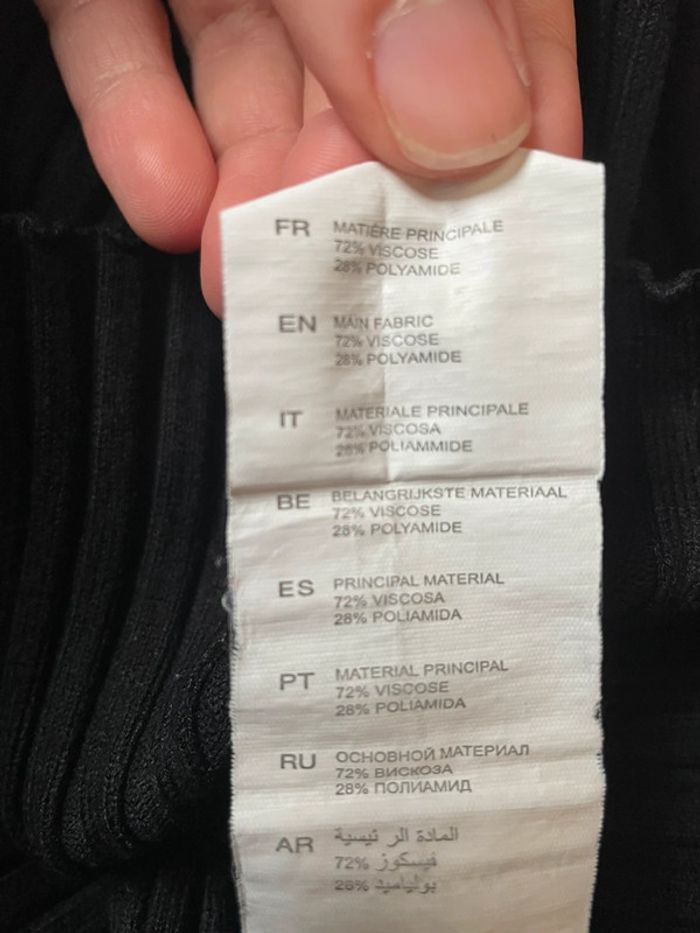 FR MATIÈRE PRINCIPALE
72% VISCOSE
28% POLYAMIDE
EN MAIN FABRIC
72% VISCOSE
28% POLYAMIDE
IT MATERIALE PRINCIPALE
72% VISCOSA
28% POLIAMMIDE
BE BELANGRIJKSTE MATERIAAL
72% VISCOSE
28% POLYAMIDE
ES PRINCIPAL MATERIAL
72% VISCOSA
28% POLIAMIDA
PT MATERIAL PRINCIPAL
72% VISCOSE
28% POLIAMIDA
RU ОСНОВНОЙ МАТЕРИАЛ
72% ВИСКОЗА
28% ПОЛИАМИД
AR المادة الر ئيسية
72% فيسكوز
28% بولياميد